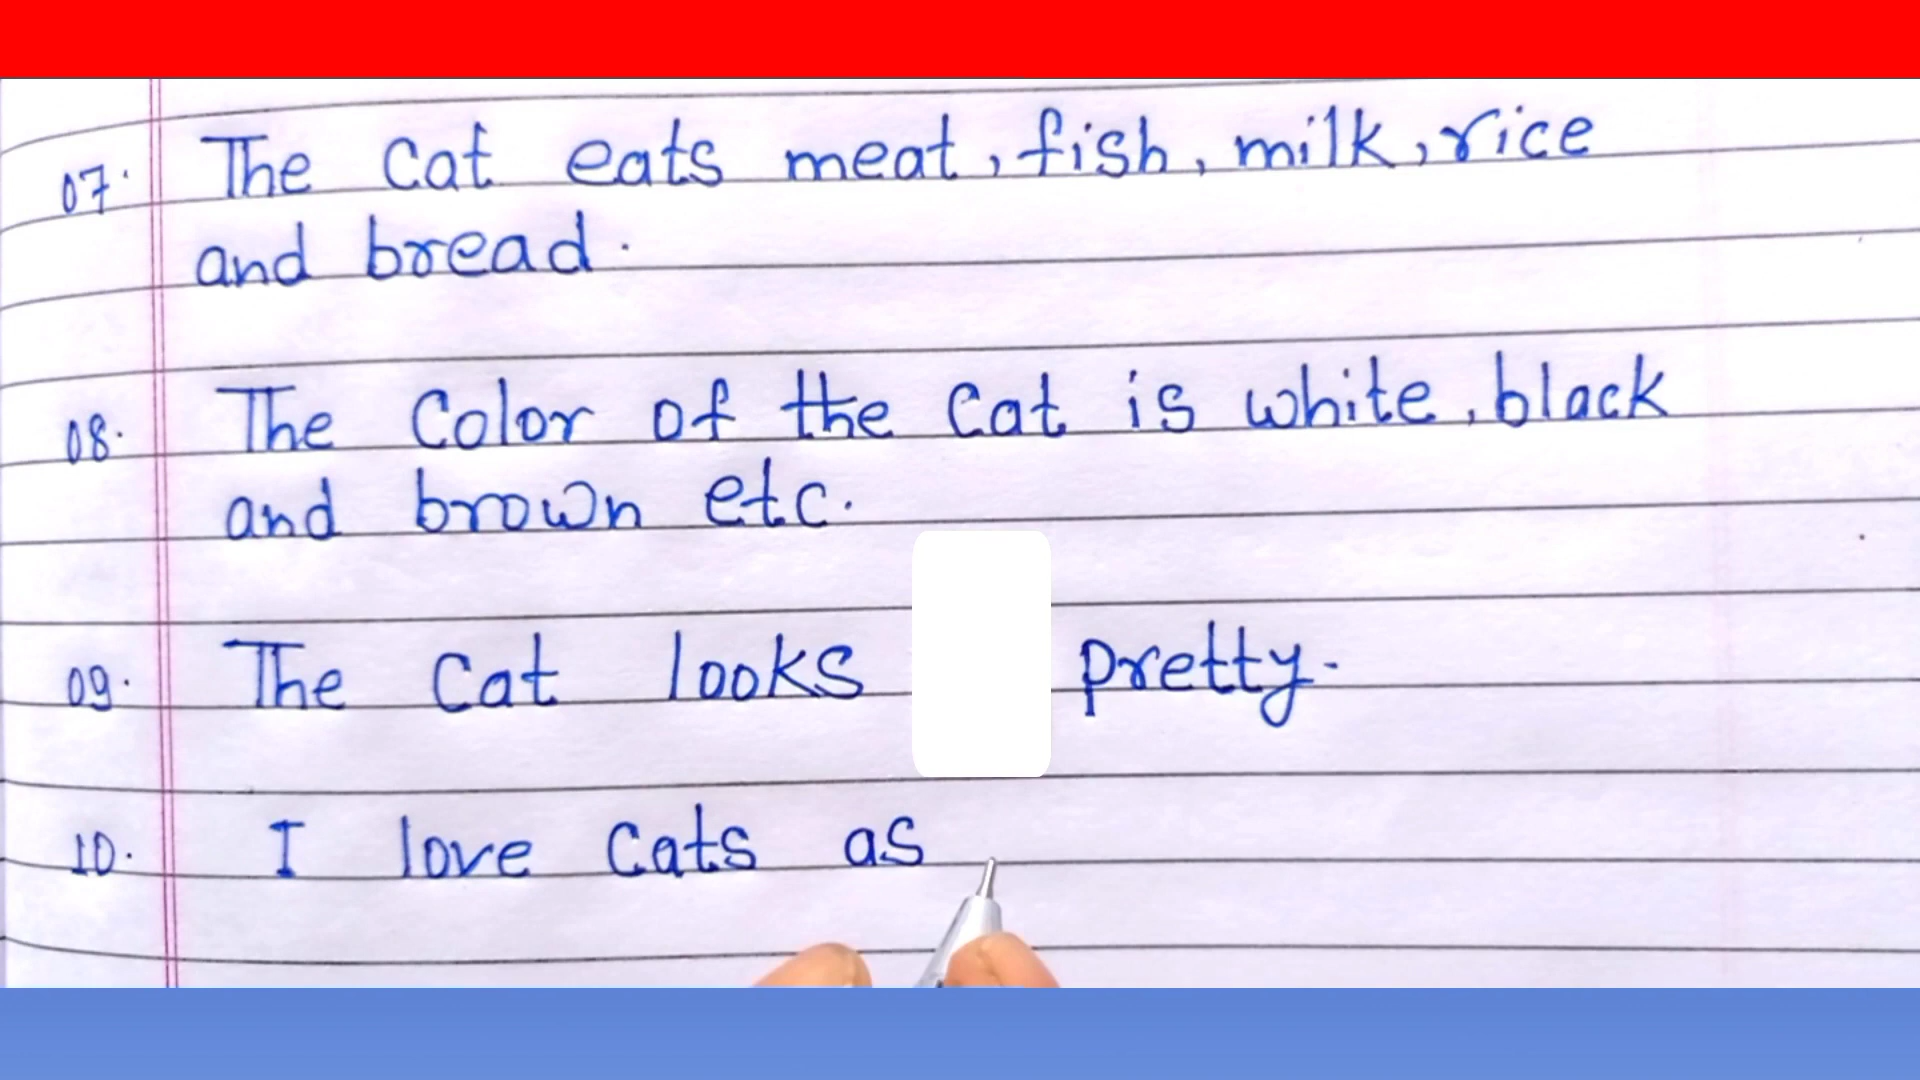 07. The Cat eats meat, fish, milk, rice
and bread.
08. The Color of the Cat is white, black
and brown etc.
09. The Cat looks pretty.
10. I love Cats as